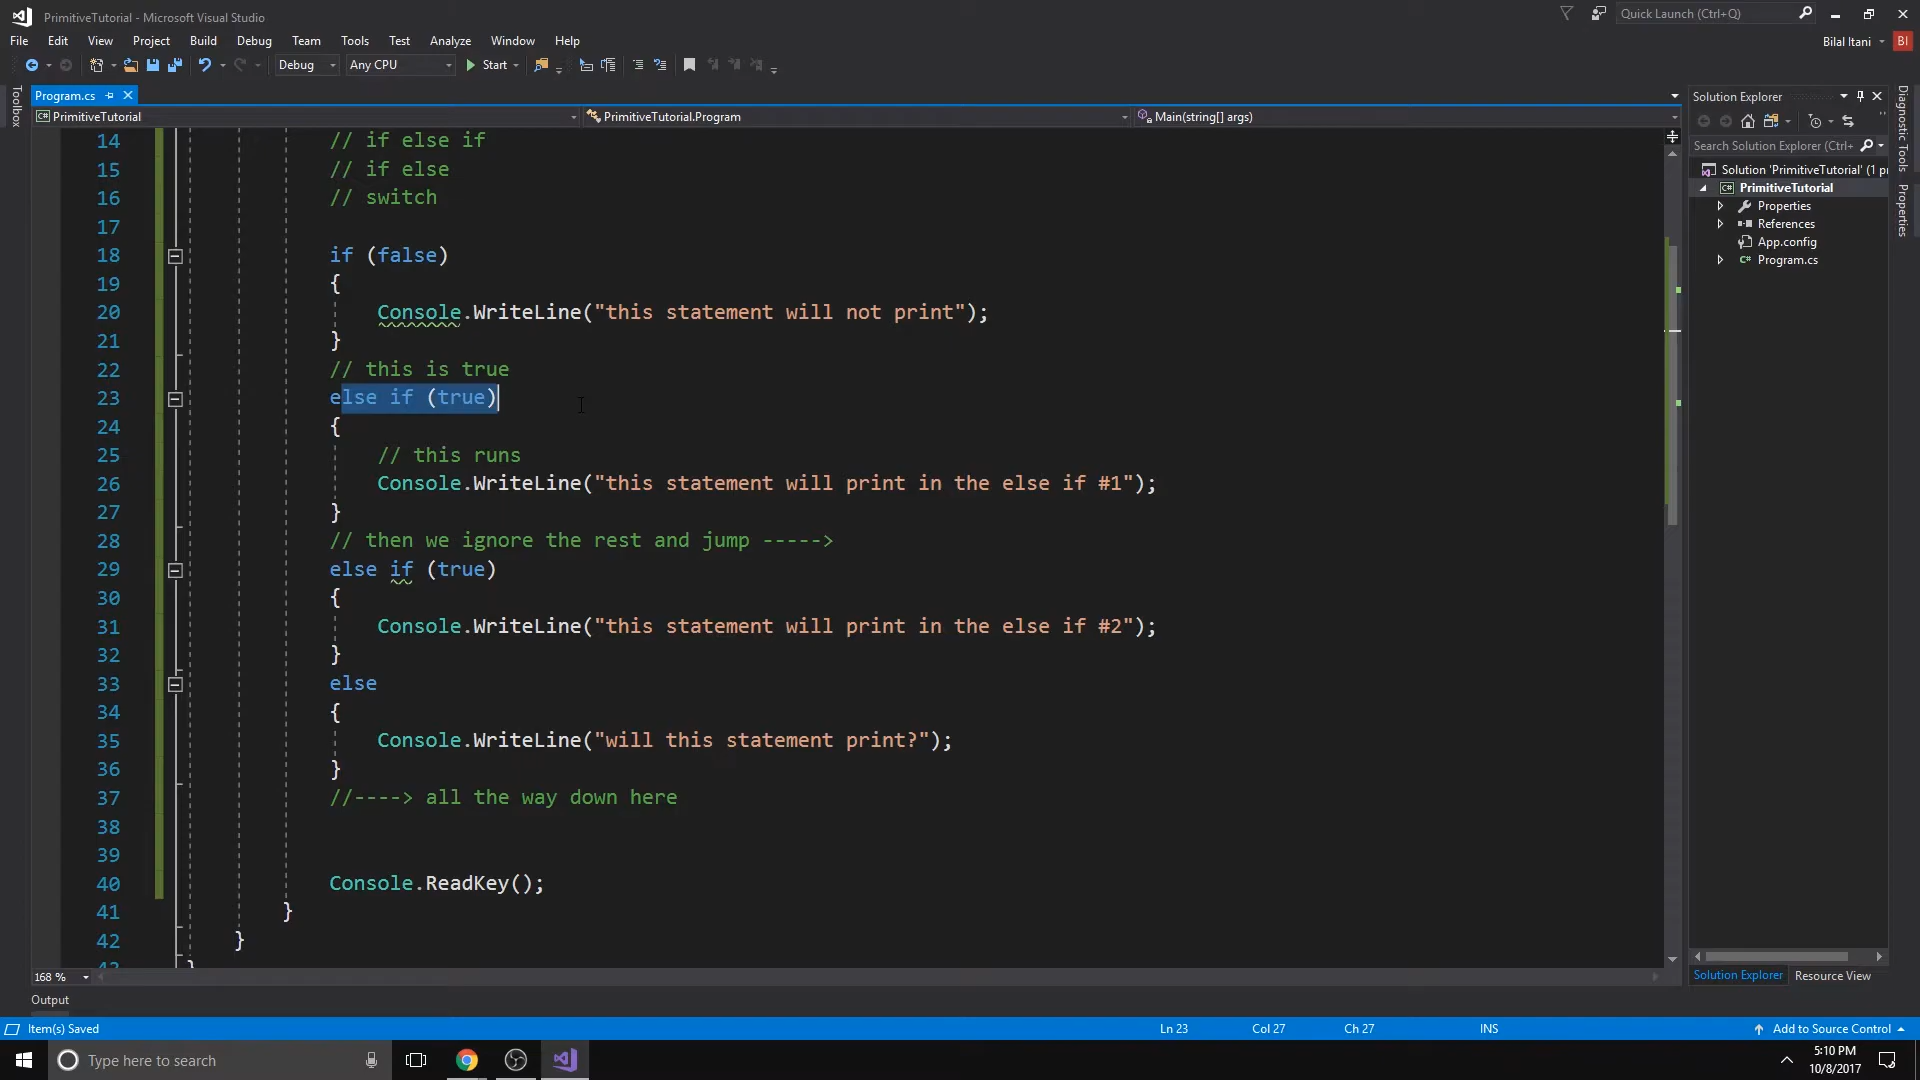 PrimitiveTutorial - Microsoft Visual Studio
Quick Launch (Ctrl+Q)
File Edit View Project Build Debug Team Tools Test Analyze Window Help
Bilal Itani BI
Debug Any CPU Start
Toolbox
Program.cs
PrimitiveTutorial PrimitiveTutorial.Program Main(string[] args)
14 // if else if
15 // if else
16 // switch
17
18 if (false)
19 {
20 Console.WriteLine("this statement will not print");
21 }
22 // this is true
23 else if (true)
24 {
25 // this runs
26 Console.WriteLine("this statement will print in the else if #1");
27 }
28 // then we ignore the rest and jump ----->
29 else if (true)
30 {
31 Console.WriteLine("this statement will print in the else if #2");
32 }
33 else
34 {
35 Console.WriteLine("will this statement print?");
36 }
37 //----> all the way down here
38
39
40 Console.ReadKey();
41 }
42 }
}
168 %
Solution Explorer
Search Solution Explorer (Ctrl+
Solution 'PrimitiveTutorial' (1 p
C# PrimitiveTutorial
Properties
References
App.config
C# Program.cs
Solution Explorer Resource View
Diagnostic Tools
Properties
Output
Item(s) Saved Ln 23 Col 27 Ch 27 INS Add to Source Control
Type here to search
5:10 PM
10/8/2017